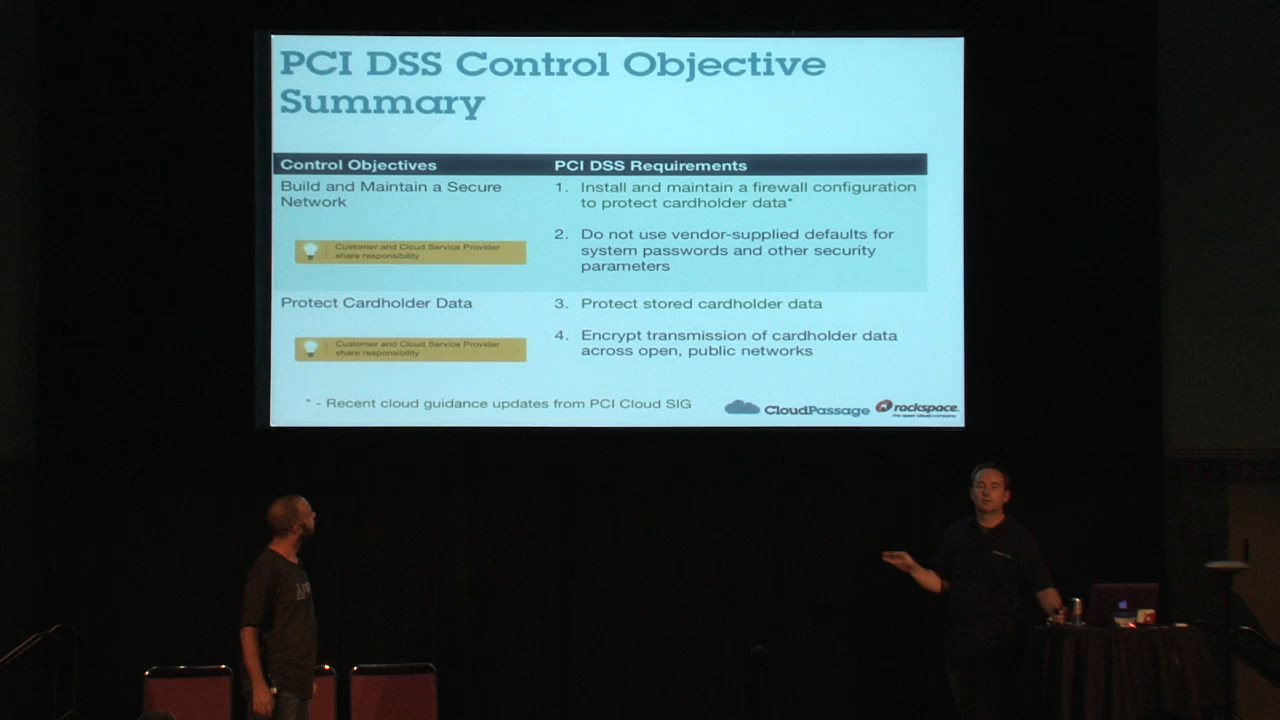 PCI DSS Control Objective
Summary
Control Objectives
PCI DSS Requirements
Build and Maintain a Secure
Network
1. Install and maintain a firewall configuration
to protect cardholder data*
Customer and Cloud Service Provider
share responsibility
2. Do not use vendor-supplied defaults for
system passwords and other security
parameters
Protect Cardholder Data
3. Protect stored cardholder data
Customer and Cloud Service Provider
share responsibility
4. Encrypt transmission of cardholder data
across open, public networks
* - Recent cloud guidance updates from PCI Cloud SIG
CloudPassage
rackspace.
the open cloud company